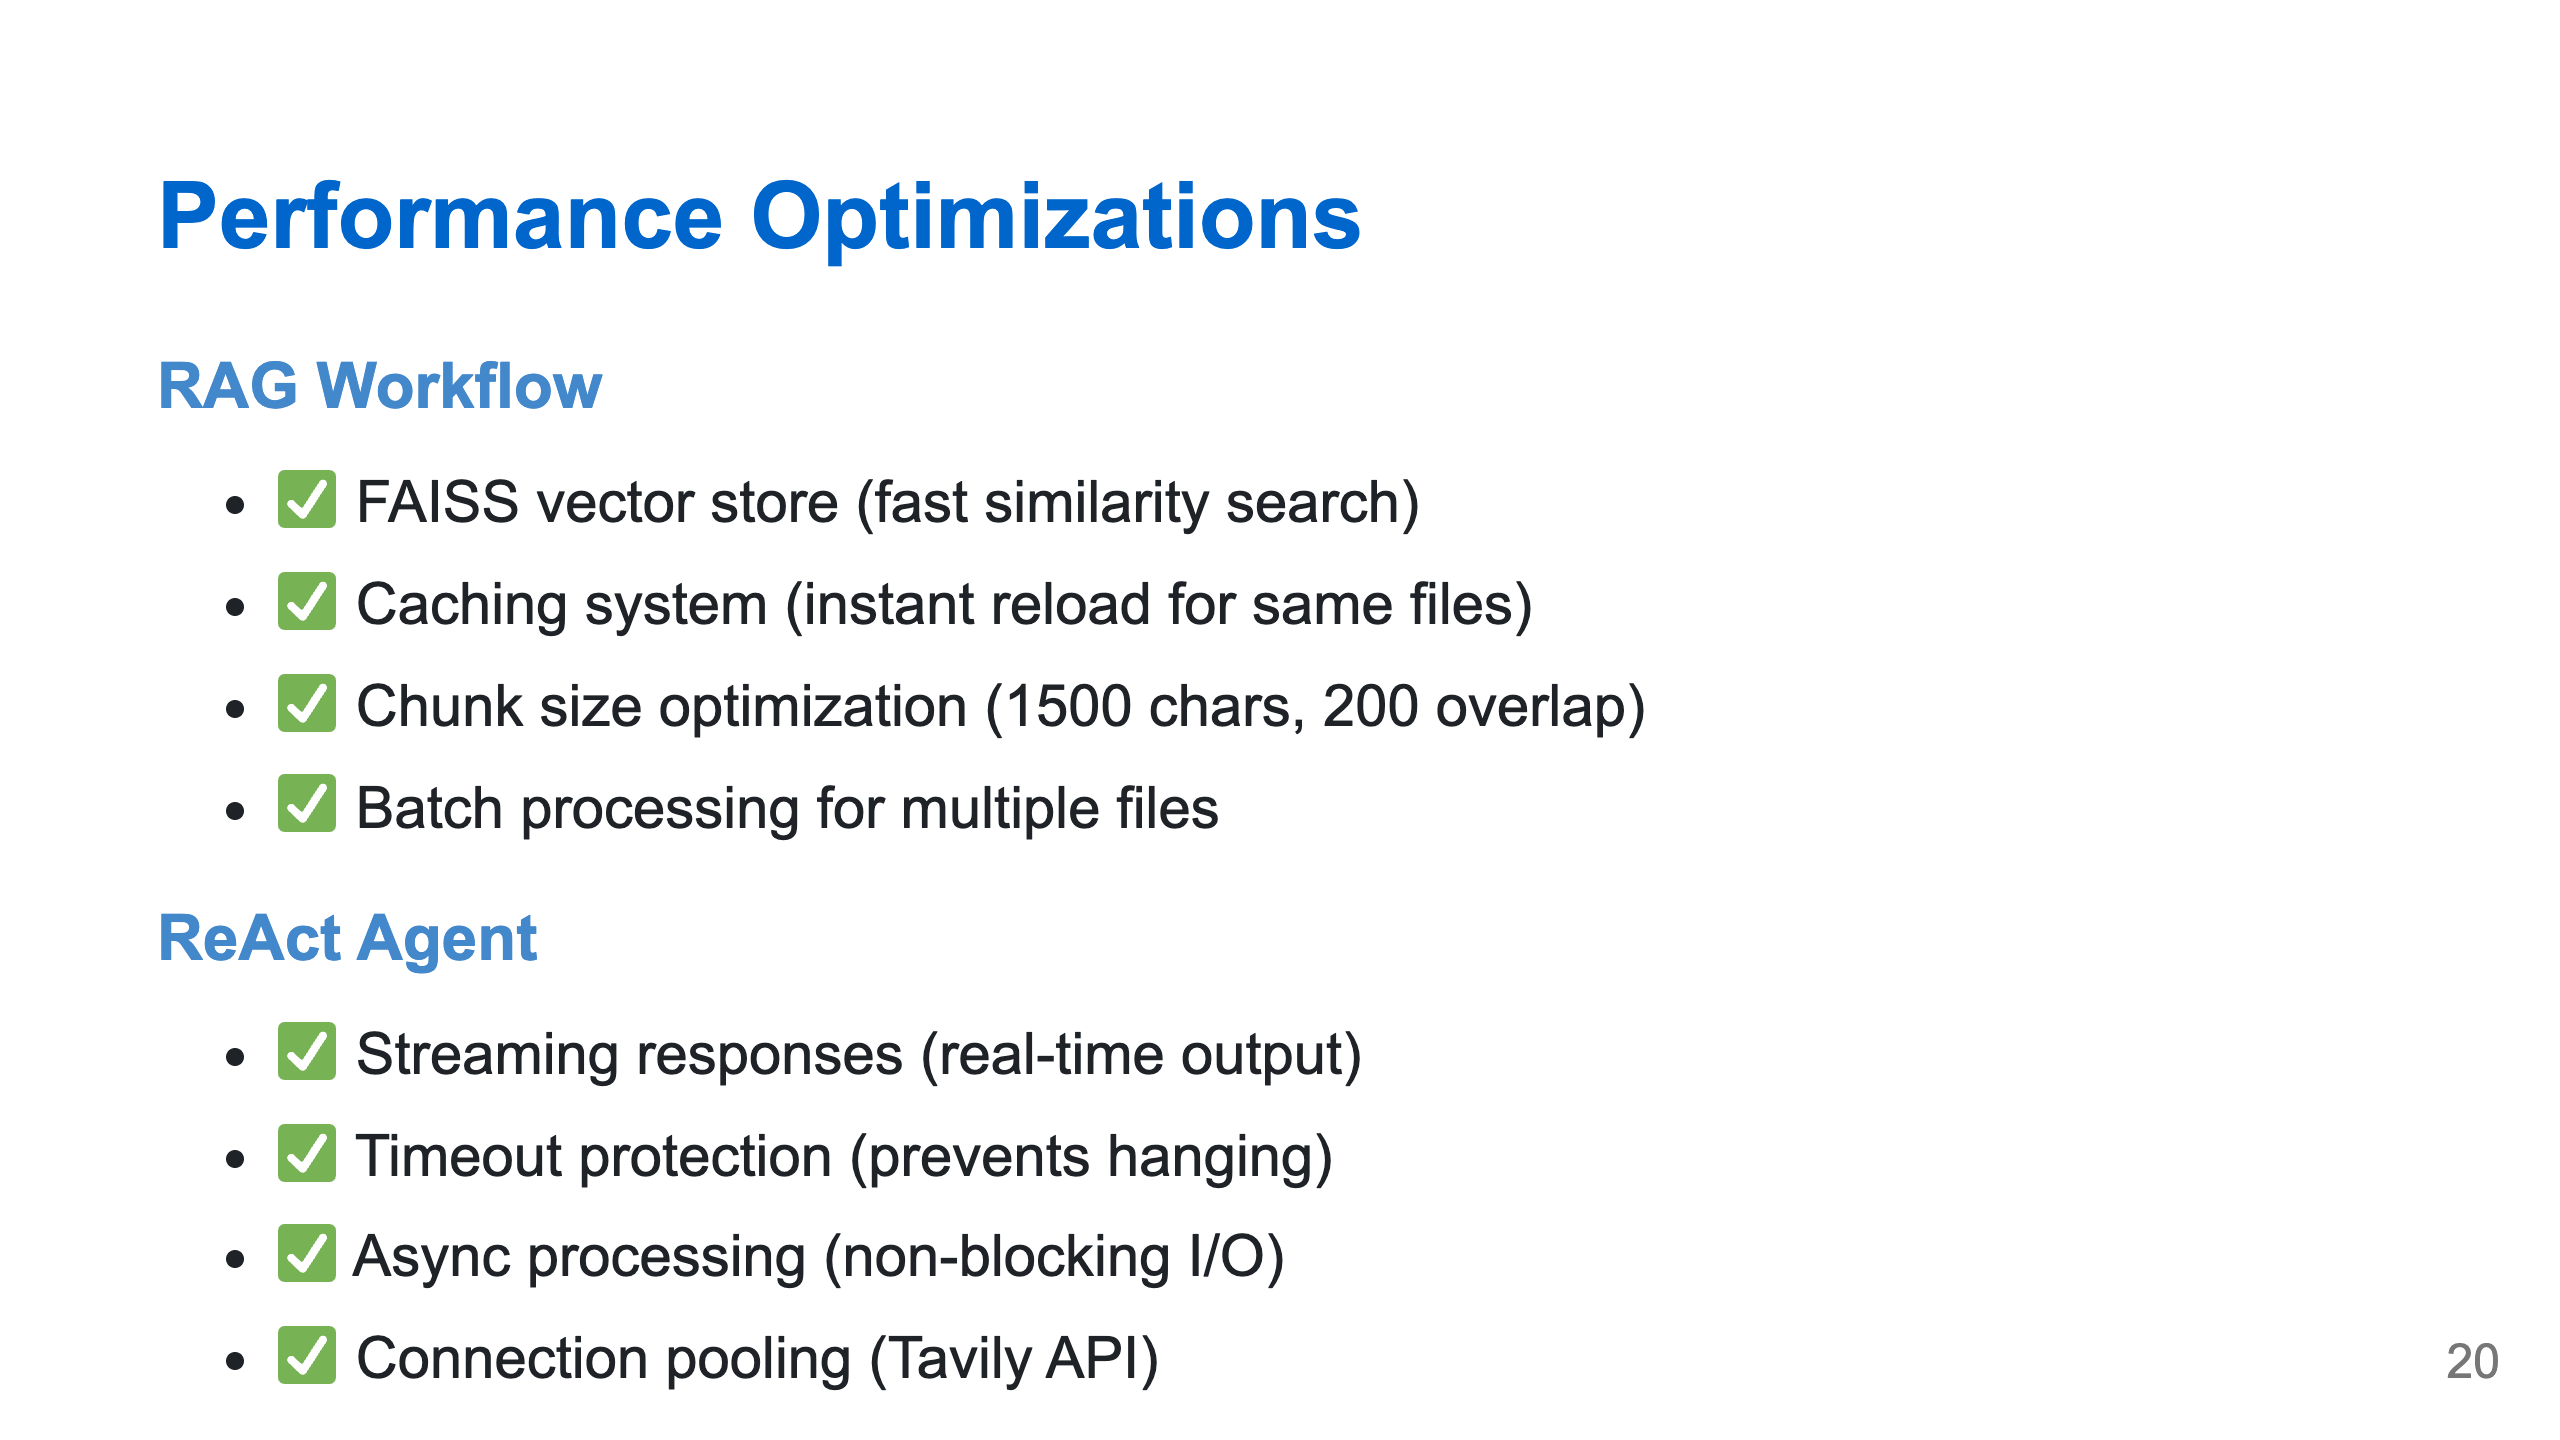 Performance Optimizations
RAG Workflow
• ✅ FAISS vector store (fast similarity search)
• ✅ Caching system (instant reload for same files)
• ✅ Chunk size optimization (1500 chars, 200 overlap)
• ✅ Batch processing for multiple files
ReAct Agent
• ✅ Streaming responses (real-time output)
• ✅ Timeout protection (prevents hanging)
• ✅ Async processing (non-blocking I/O)
• ✅ Connection pooling (Tavily API)
20